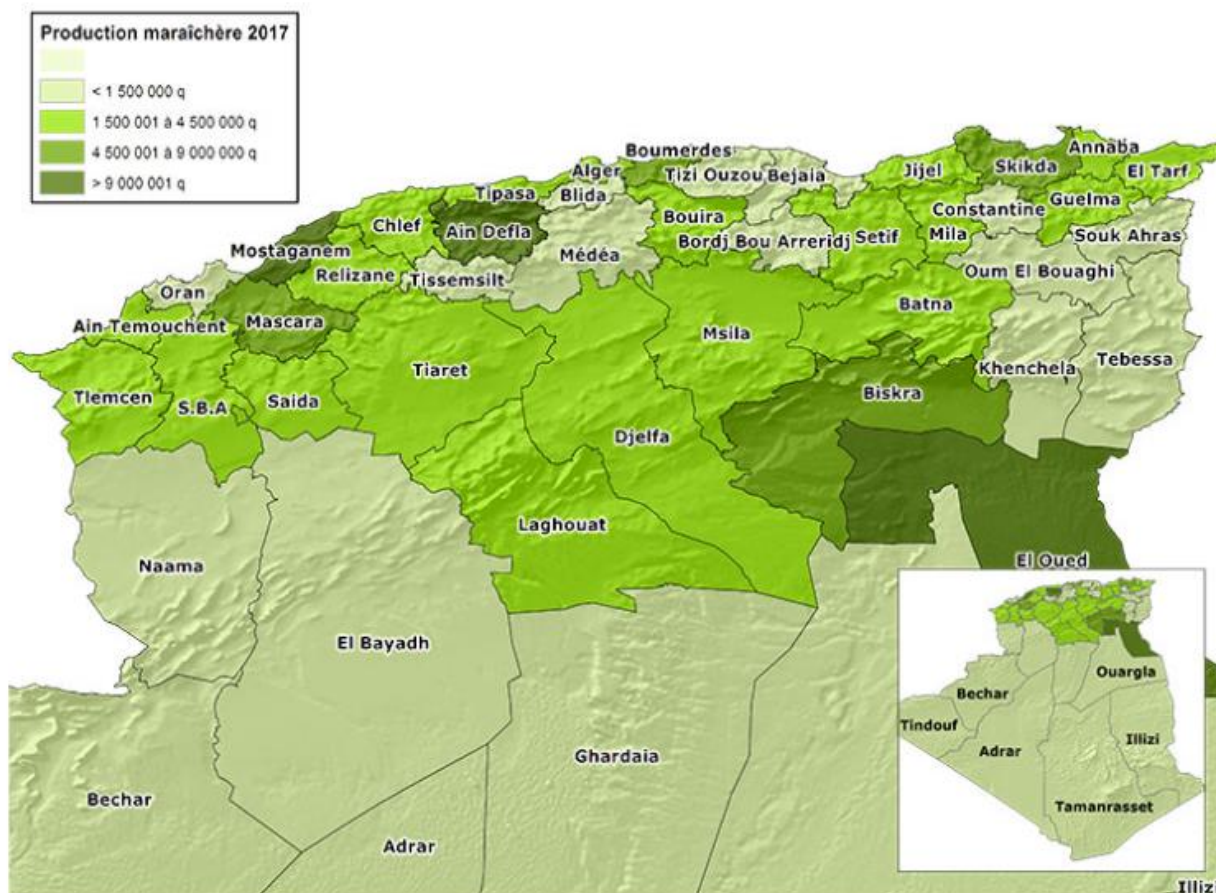 Production maraîchère 2017
< 1 500 000 q
1 500 001 à 4 500 000 q
4 500 001 à 9 000 000 q
> 9 000 001 q
Boumerdes
Annaba
Alger
Tizi Ouzou
Bejaia
Jijel
Skikda
El Tarf
Tipasa
Blida
Constantine
Guelma
Chlef
Ain Defla
Bouira
Mila
Souk Ahras
Mostaganem
Médéa
Bordj Bou Arreridj
Setif
Relizane
Tissemsilt
Oum El Bouaghi
Oran
Ain Temouchent
Mascara
Batna
Msila
Tiaret
Khenchela
Tebessa
Tlemcen
S.B.A
Saida
Biskra
Djelfa
Laghouat
Naama
El Oued
El Bayadh
Ghardaia
Bechar
Adrar
Ouargla
Bechar
Tindouf
Adrar
Illizi
Tamanrasset
Illizi